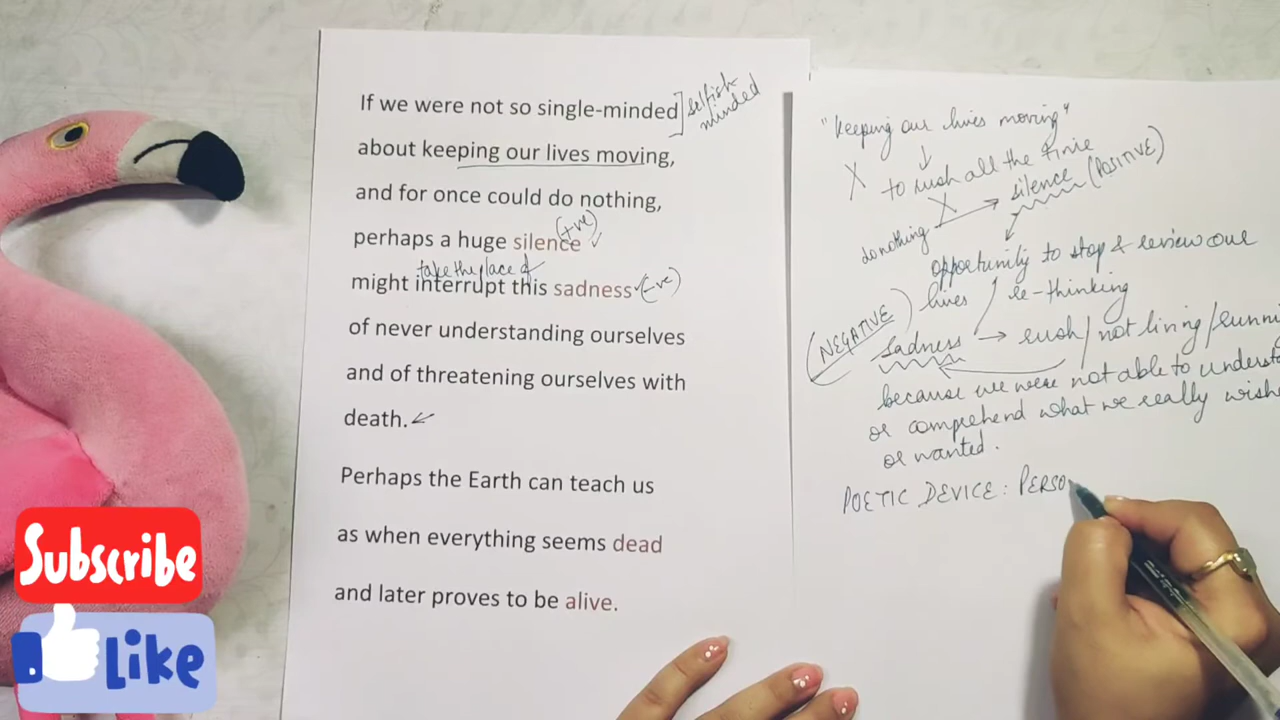 If we were not so single-minded
about keeping our lives moving,
and for once could do nothing,
perhaps a huge silence
might interrupt this sadness
of never understanding ourselves
and of threatening ourselves with
death.
Perhaps the Earth can teach us
as when everything seems dead
and later proves to be alive.
selfish
minded
(+ve)
take the place of
(-ve)
"Keeping our lives moving"
X to rush all the time
X
do nothing → silence (POSITIVE)
opportunity to stop & review our
lives re-thinking
(NEGATIVE)
sadness → rush/not living/
because we were not able to
or comprehend what we really
or wanted.
POETIC DEVICE: PERSO
Subscribe
Like